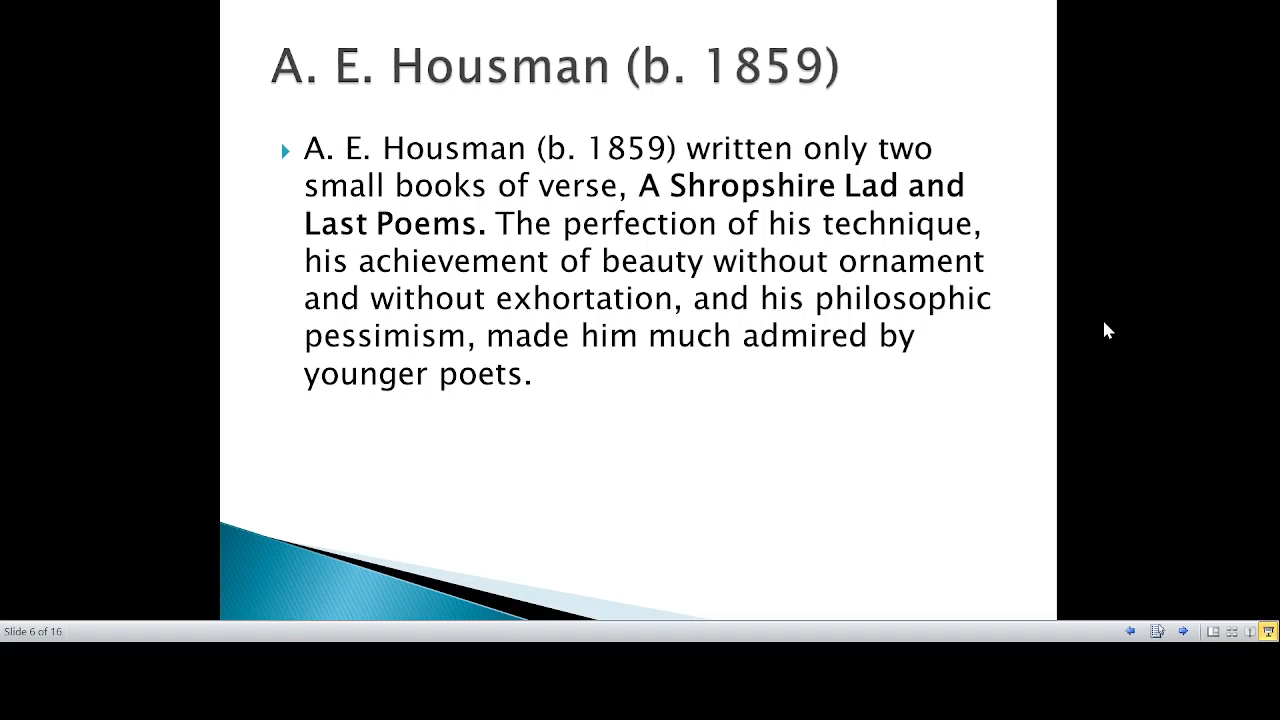 A. E. Housman (b. 1859)
A. E. Housman (b. 1859) written only two
small books of verse, A Shropshire Lad and
Last Poems. The perfection of his technique,
his achievement of beauty without ornament
and without exhortation, and his philosophic
pessimism, made him much admired by
younger poets.
Slide 6 of 16